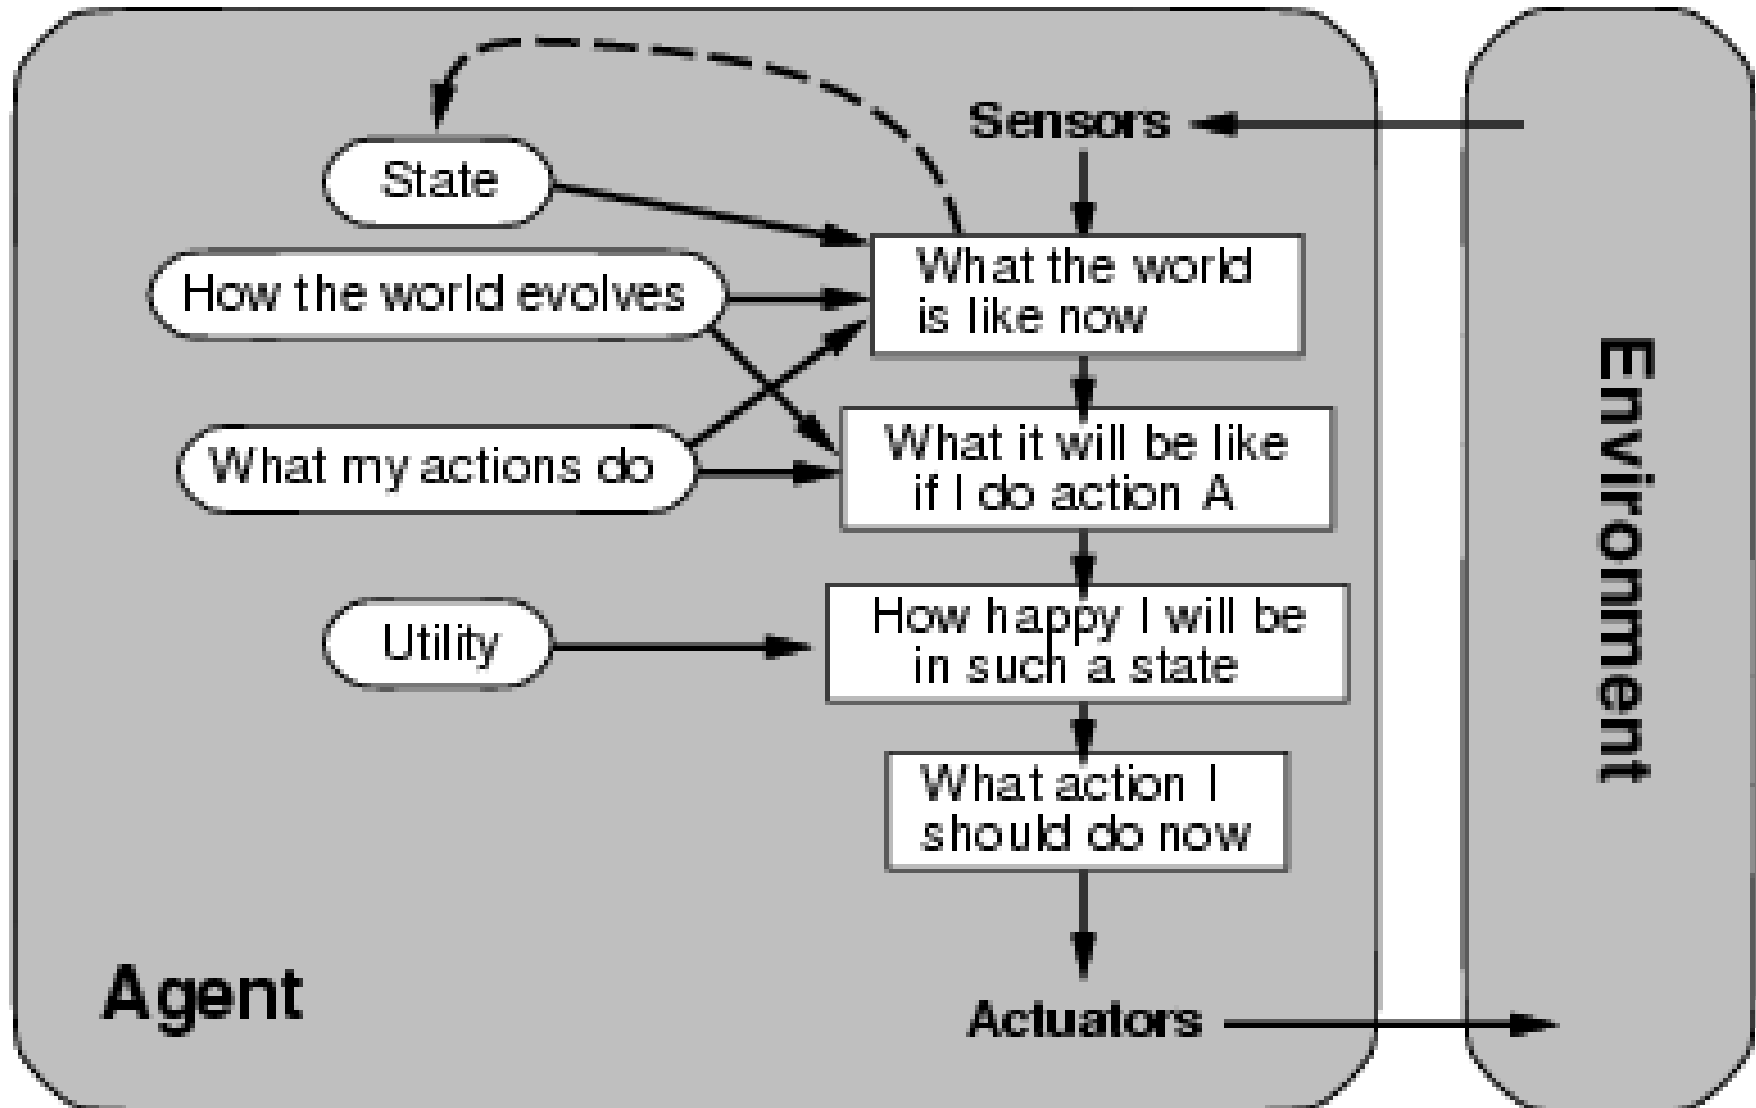 Sensors
State
What the world
is like now
How the world evolves
What it will be like
if I do action A
What my actions do
How happy I will be
in such a state
Utility
What action I
should do now
Agent
Actuators
Environment